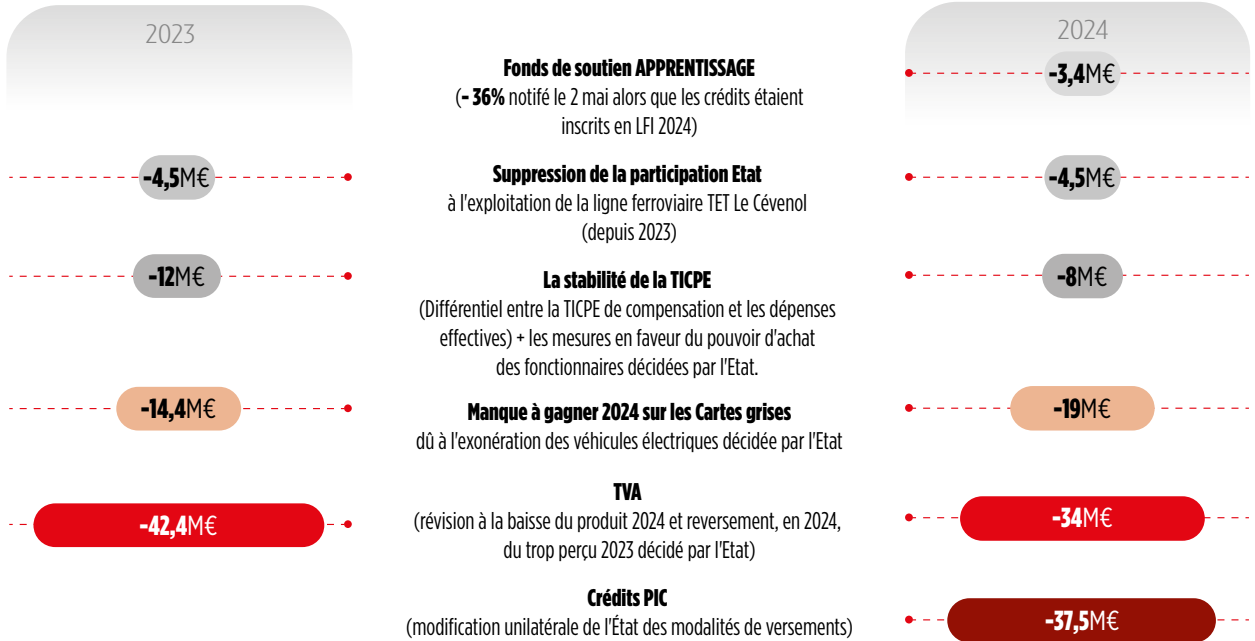 2023
2024
Fonds de soutien APPRENTISSAGE
(- 36% notifié le 2 mai alors que les crédits étaient
inscrits en LFI 2024)
-3,4M€
-4,5M€
Suppression de la participation Etat
à l'exploitation de la ligne ferroviaire TET Le Cévenol
(depuis 2023)
-4,5M€
-12M€
La stabilité de la TICPE
(Différentiel entre la TICPE de compensation et les dépenses
effectives) + les mesures en faveur du pouvoir d'achat
des fonctionnaires décidées par l'Etat.
-8M€
-14,4M€
Manque à gagner 2024 sur les Cartes grises
dû à l'exonération des véhicules électriques décidée par l'Etat
-19M€
-42,4M€
TVA
(révision à la baisse du produit 2024 et reversement, en 2024,
du trop perçu 2023 décidé par l'Etat)
-34M€
Crédits PIC
(modification unilatérale de l'État des modalités de versements)
-37,5M€